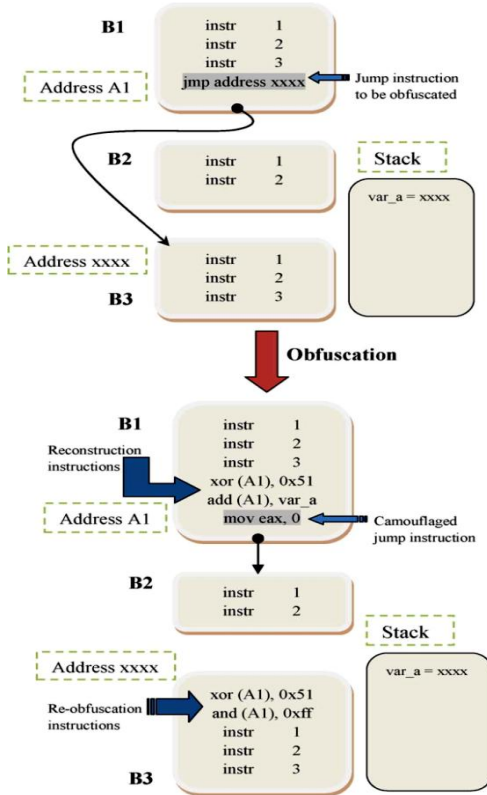 B1
instr 1
instr 2
instr 3
jmp address xxxx
Address A1
Jump instruction
to be obfuscated
B2
instr 1
instr 2
Stack
var_a = xxxx
Address xxxx
instr 1
instr 2
instr 3
B3
Obfuscation
B1
instr 1
instr 2
instr 3
Reconstruction
instructions
xor (A1), 0x51
add (A1), var_a
mov eax, 0
Address A1
Camouflaged
jump instruction
B2
instr 1
instr 2
Stack
var_a = xxxx
Address xxxx
Re-obfuscation
instructions
xor (A1), 0x51
and (A1), 0xff
instr 1
instr 2
instr 3
B3